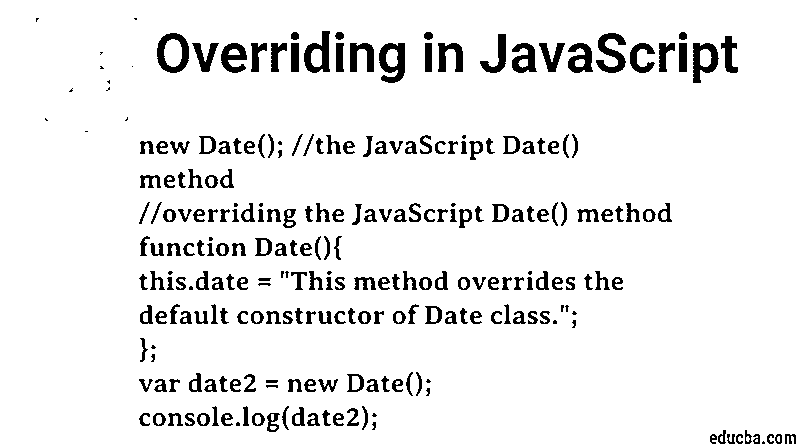 Overriding in JavaScript
new Date(); //the JavaScript Date()
method
//overriding the JavaScript Date() method
function Date(){
this.date = "This method overrides the
default constructor of Date class.";
};
var date2 = new Date();
console.log(date2);
educba.com